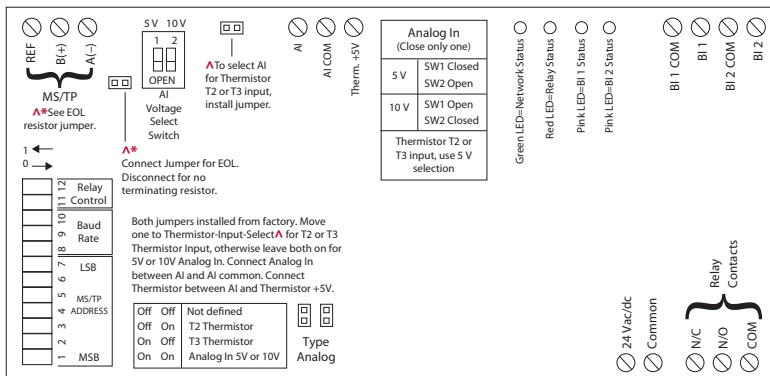 REF
B(+)
A(–)
MS/TP
^*See EOL
resistor jumper.
5 V 10 V
1 2
OPEN
AI
Voltage
Select
Switch
^To select AI
for Thermistor
T2 or T3 input,
install jumper.
^*
Connect Jumper for EOL.
Disconnect for no
terminating resistor.
AI
AI COM
Therm. +5V
Analog In
(Close only one)
5 V
SW1 Closed
SW2 Open
10 V
SW1 Open
SW2 Closed
Thermistor T2 or
T3 input, use 5 V
selection
Green LED=Network Status
Red LED=Relay Status
Pink LED=BI 1 Status
Pink LED=BI 2 Status
BI 1 COM
BI 1
BI 2 COM
BI 2
1
0
12
11
Relay
Control
10
9
8
Baud
Rate
7
6
5
4
3
2
1
LSB
MS/TP
ADDRESS
MSB
Both jumpers installed from factory. Move
one to Thermistor-Input-Select^ for T2 or T3
Thermistor Input, otherwise leave both on for
5V or 10V Analog In. Connect Analog In
between AI and AI common. Connect
Thermistor between AI and Thermistor +5V.
Off Off Not defined
Off On T2 Thermistor
On Off T3 Thermistor
On On Analog In 5V or 10V
Type
Analog
24 Vac/dc
Common
Relay
Contacts
N/C
N/O
COM